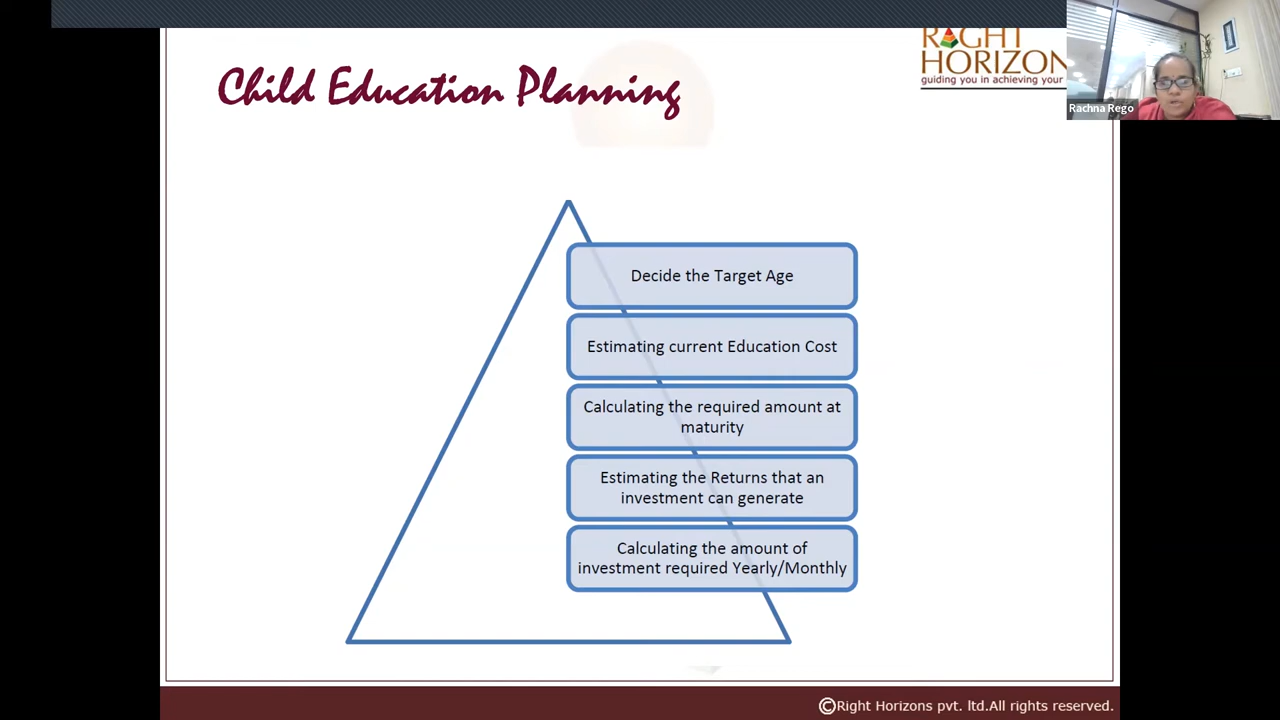 Child Education Planning
RIGHT
HORIZON
guiding you in achieving your
Rachna Rego
Decide the Target Age
Estimating current Education Cost
Calculating the required amount at
maturity
Estimating the Returns that an
investment can generate
Calculating the amount of
investment required Yearly/Monthly
©Right Horizons pvt. ltd.All rights reserved.